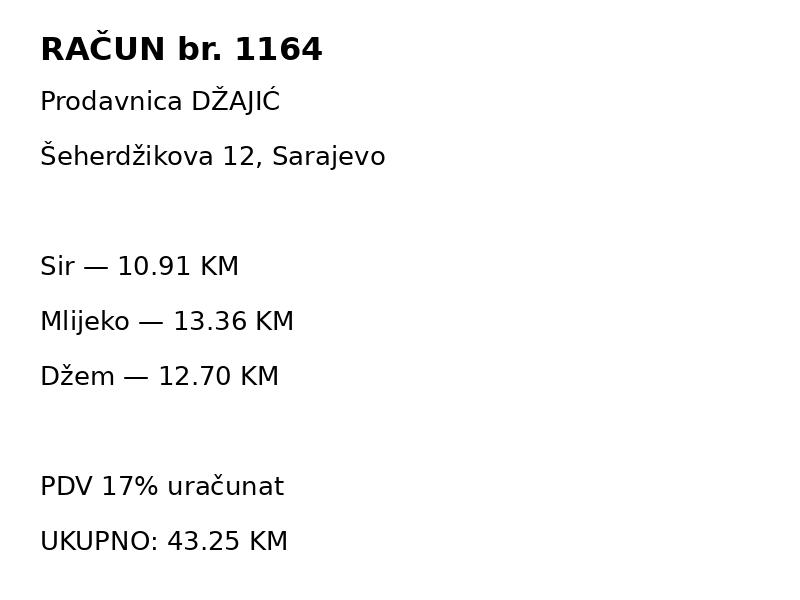 RAČUN br. 1164
Prodavnica DŽAJIĆ
Šeherdžikova 12, Sarajevo
Sir — 10.91 KM
Mlijeko — 13.36 KM
Džem — 12.70 KM
PDV 17% uračunat
UKUPNO: 43.25 KM